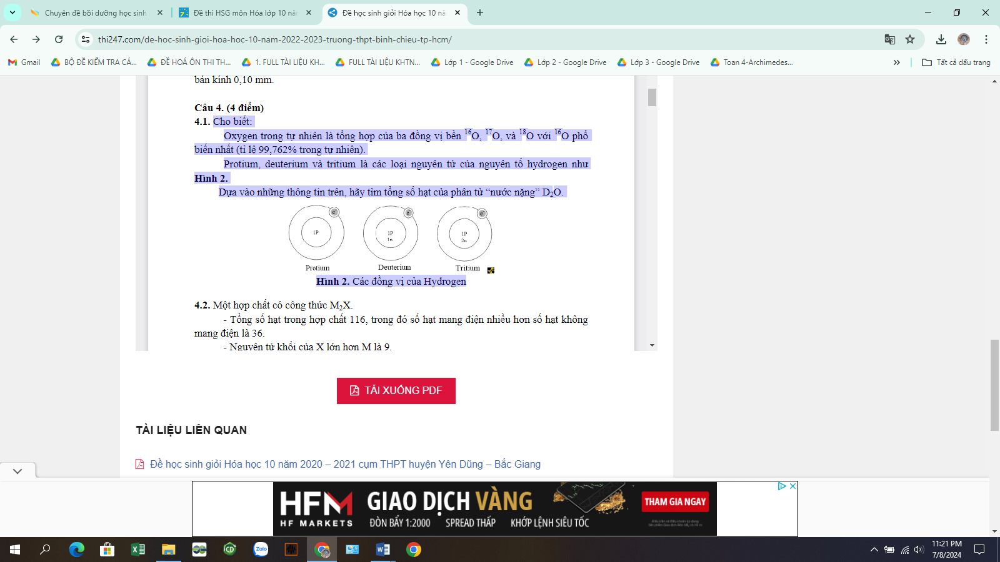 Chuyên đề bồi dưỡng học sinh
Đề thi HSG môn Hóa lớp 10 năm
Đề học sinh giỏi Hóa học 10 nă
thi247.com/de-hoc-sinh-gioi-hoa-hoc-10-nam-2022-2023-truong-thpt-binh-chieu-tp-hcm/
Gmail
BỘ ĐỀ KIỂM TRA CÁ...
ĐỀ HOÁ ÔN THI TH...
1. FULL TÀI LIỆU KH...
FULL TÀI LIỆU KHTN...
Lớp 1 - Google Drive
Lớp 2 - Google Drive
Lớp 3 - Google Drive
Toan 4-Archimedes...
Tất cả dấu trang
bán kính 0,10 mm.
Câu 4. (4 điểm)
4.1. Cho biết:
Oxygen trong tự nhiên là tổng hợp của ba đồng vị bền ¹⁶O, ¹⁷O, và ¹⁸O với ¹⁶O phổ
biến nhất (tỉ lệ 99,762% trong tự nhiên).
Protium, deuterium và tritium là các loại nguyên tử của nguyên tố hydrogen như
Hình 2.
Dựa vào những thông tin trên, hãy tìm tổng số hạt của phân tử “nước nặng” D₂O.
e⁻ e⁻ e⁻
1P 1P 1P
1n 2n
Protium Deuterium Tritium
Hình 2. Các đồng vị của Hydrogen
4.2. Một hợp chất có công thức M₂X.
- Tổng số hạt trong hợp chất 116, trong đó số hạt mang điện nhiều hơn số hạt không
mang điện là 36.
- Nguyên tử khối của X lớn hơn M là 9.
TẢI XUỐNG PDF
TÀI LIỆU LIÊN QUAN
Đề học sinh giỏi Hóa học 10 năm 2020 – 2021 cụm THPT huyện Yên Dũng – Bắc Giang
HFM
HF MARKETS
GIAO DỊCH VÀNG
ĐÒN BẨY 1:2000 SPREAD THẤP KHỚP LỆNH SIÊU TỐC
THAM GIA NGAY
Zalo
11:21 PM
7/8/2024